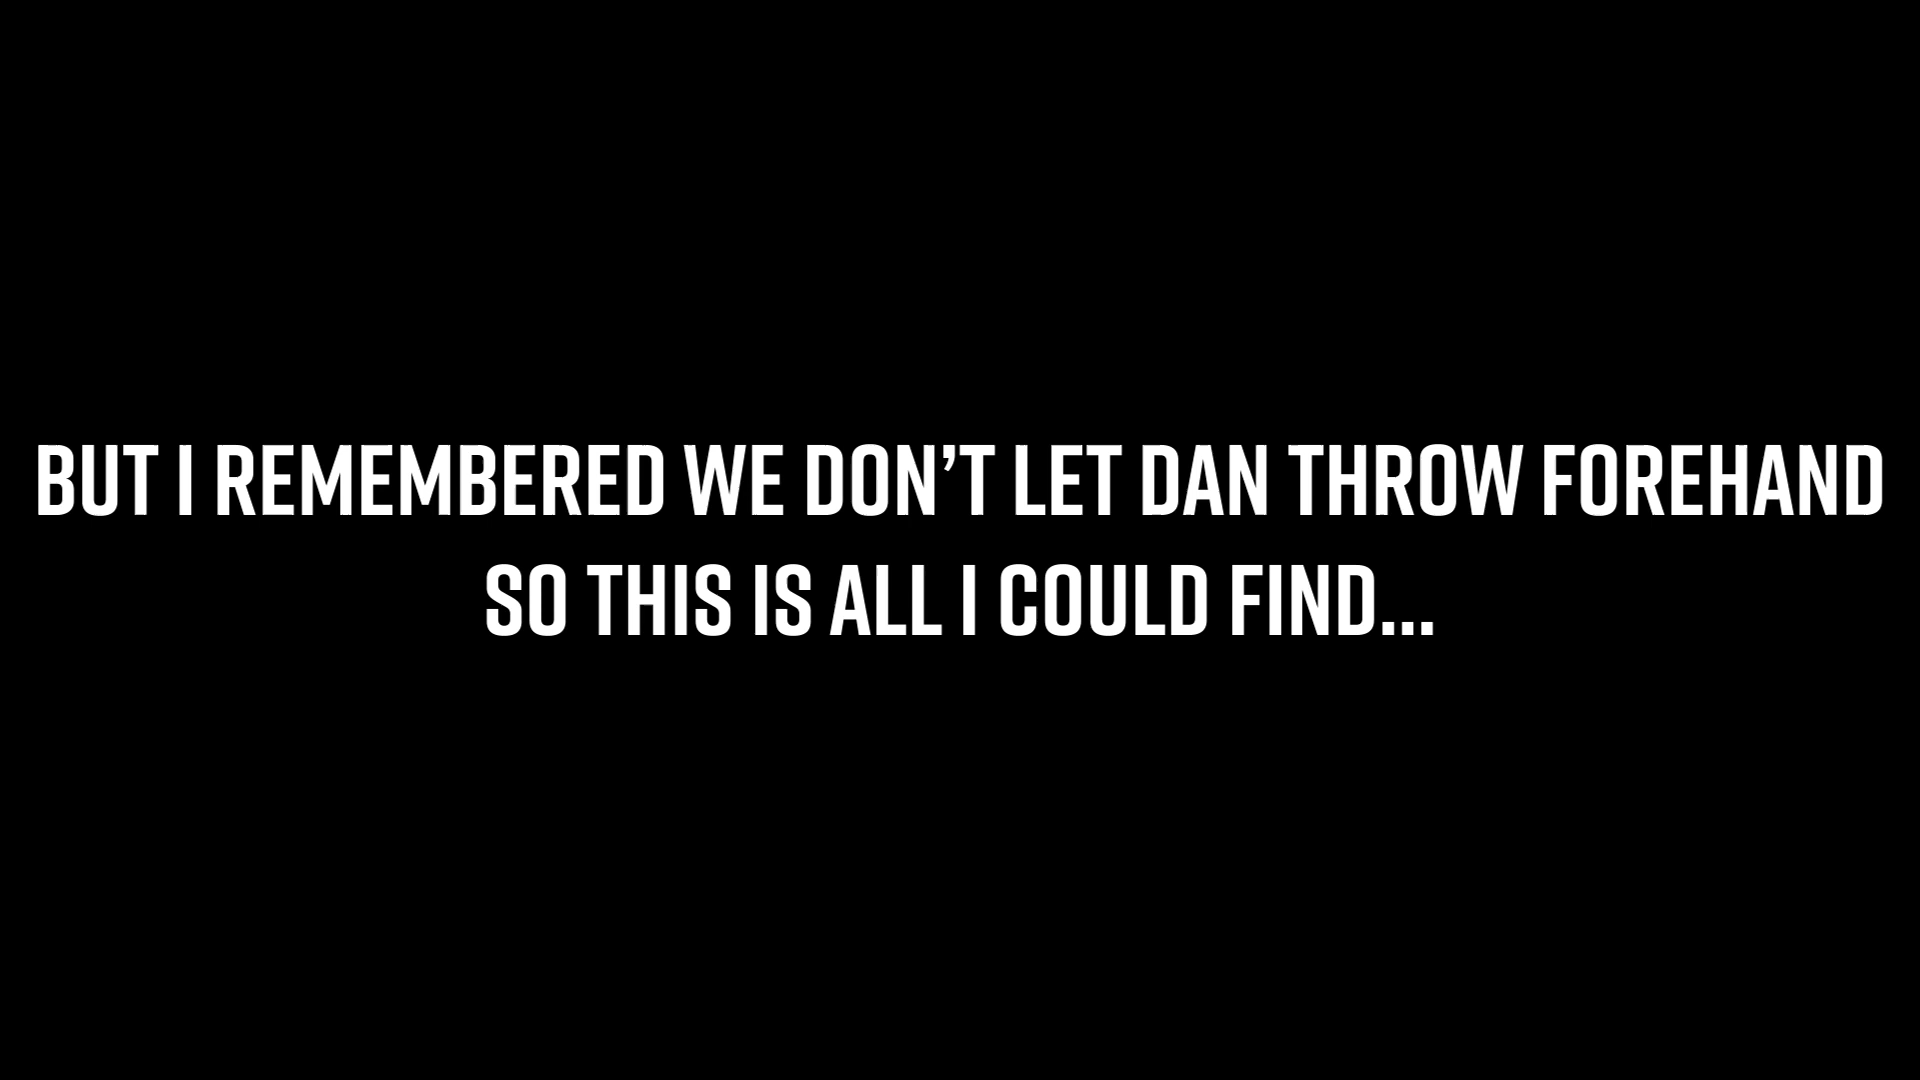 BUT I REMEMBERED WE DON’T LET DAN THROW FOREHAND
SO THIS IS ALL I COULD FIND...